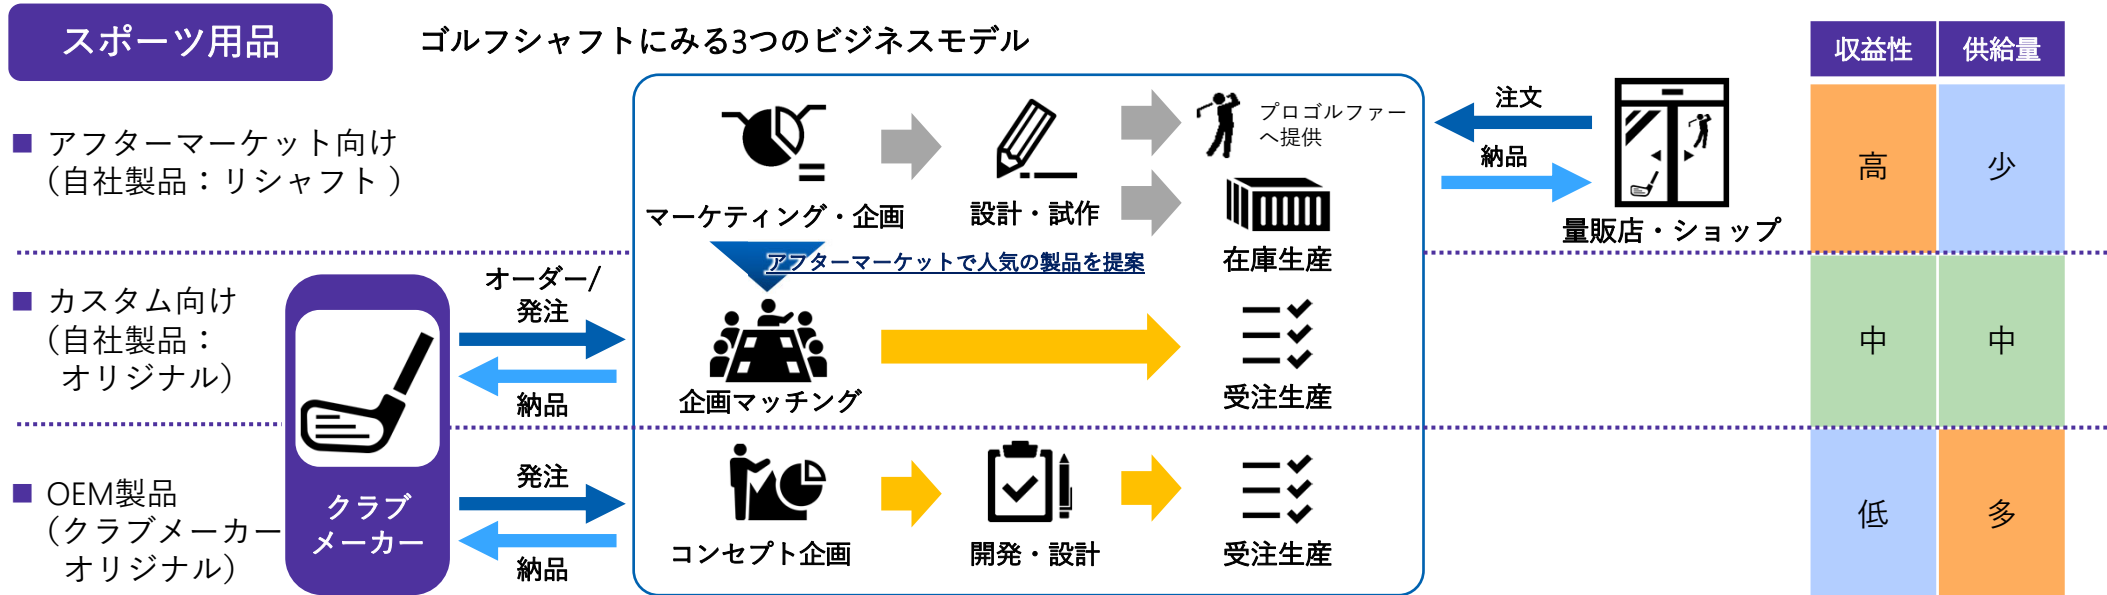 スポーツ用品
ゴルフシャフトにみる3つのビジネスモデル
収益性
供給量
■ アフターマーケット向け
（自社製品：リシャフト ）
マーケティング・企画
設計・試作
プロゴルファー
へ提供
在庫生産
注文
納品
量販店・ショップ
高
少
アフターマーケットで人気の製品を提案
■ カスタム向け
（自社製品：
オリジナル）
オーダー/
発注
納品
企画マッチング
受注生産
中
中
■ OEM製品
（クラブメーカー
オリジナル）
クラブ
メーカー
発注
納品
コンセプト企画
開発・設計
受注生産
低
多